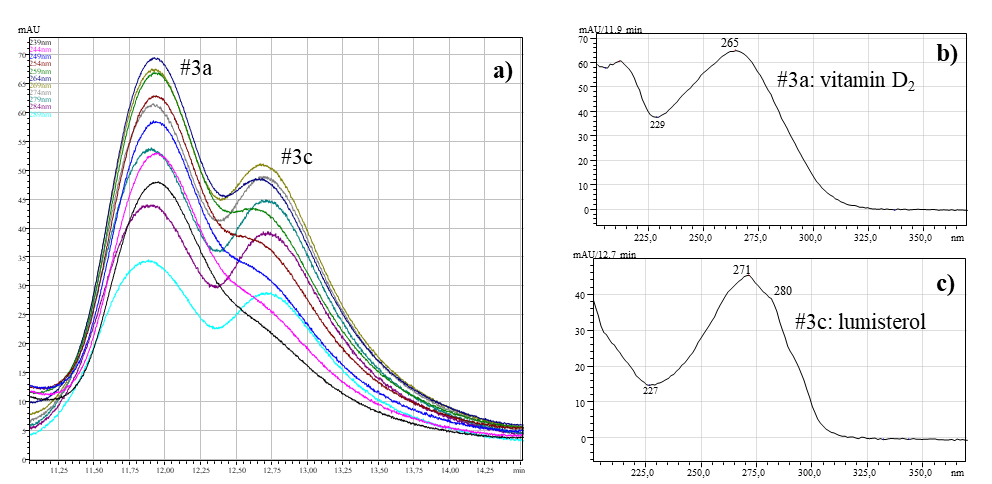 mAU
239nm
244nm
249nm
254nm
259nm
264nm
269nm
274nm
279nm
284nm
289nm
70
65
60
55
50
45
40
35
30
25
20
15
10
5
0
11,25
11,50
11,75
12,00
12,25
12,50
12,75
13,00
13,25
13,50
13,75
14,00
14,25
#3a
#3c
a)
mAU/11.9 min
70
60
50
40
30
20
10
0
265
229
b)
#3a: vitamin D2
225,0
250,0
275,0
300,0
325,0
350,0
nm
mAU/12.7 min
40
30
20
10
0
271
280
227
c)
#3c: lumisterol
225,0
250,0
275,0
300,0
325,0
350,0
nm